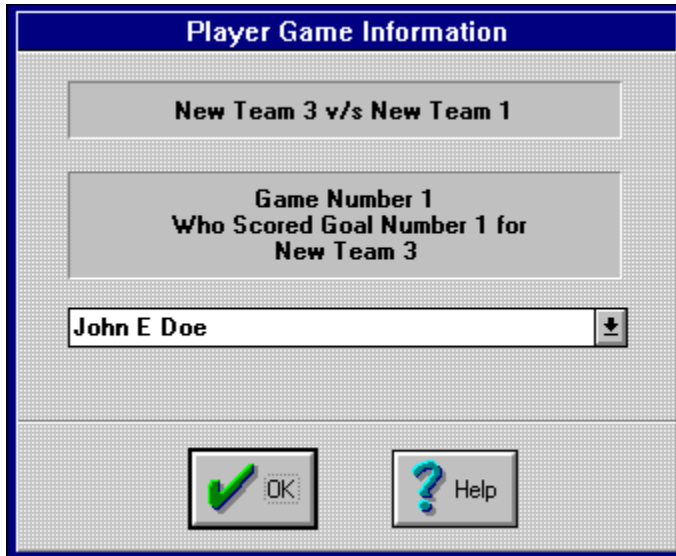 Player Game Information
New Team 3 v/s New Team 1
Game Number 1
Who Scored Goal Number 1 for
New Team 3
John E Doe
OK
Help